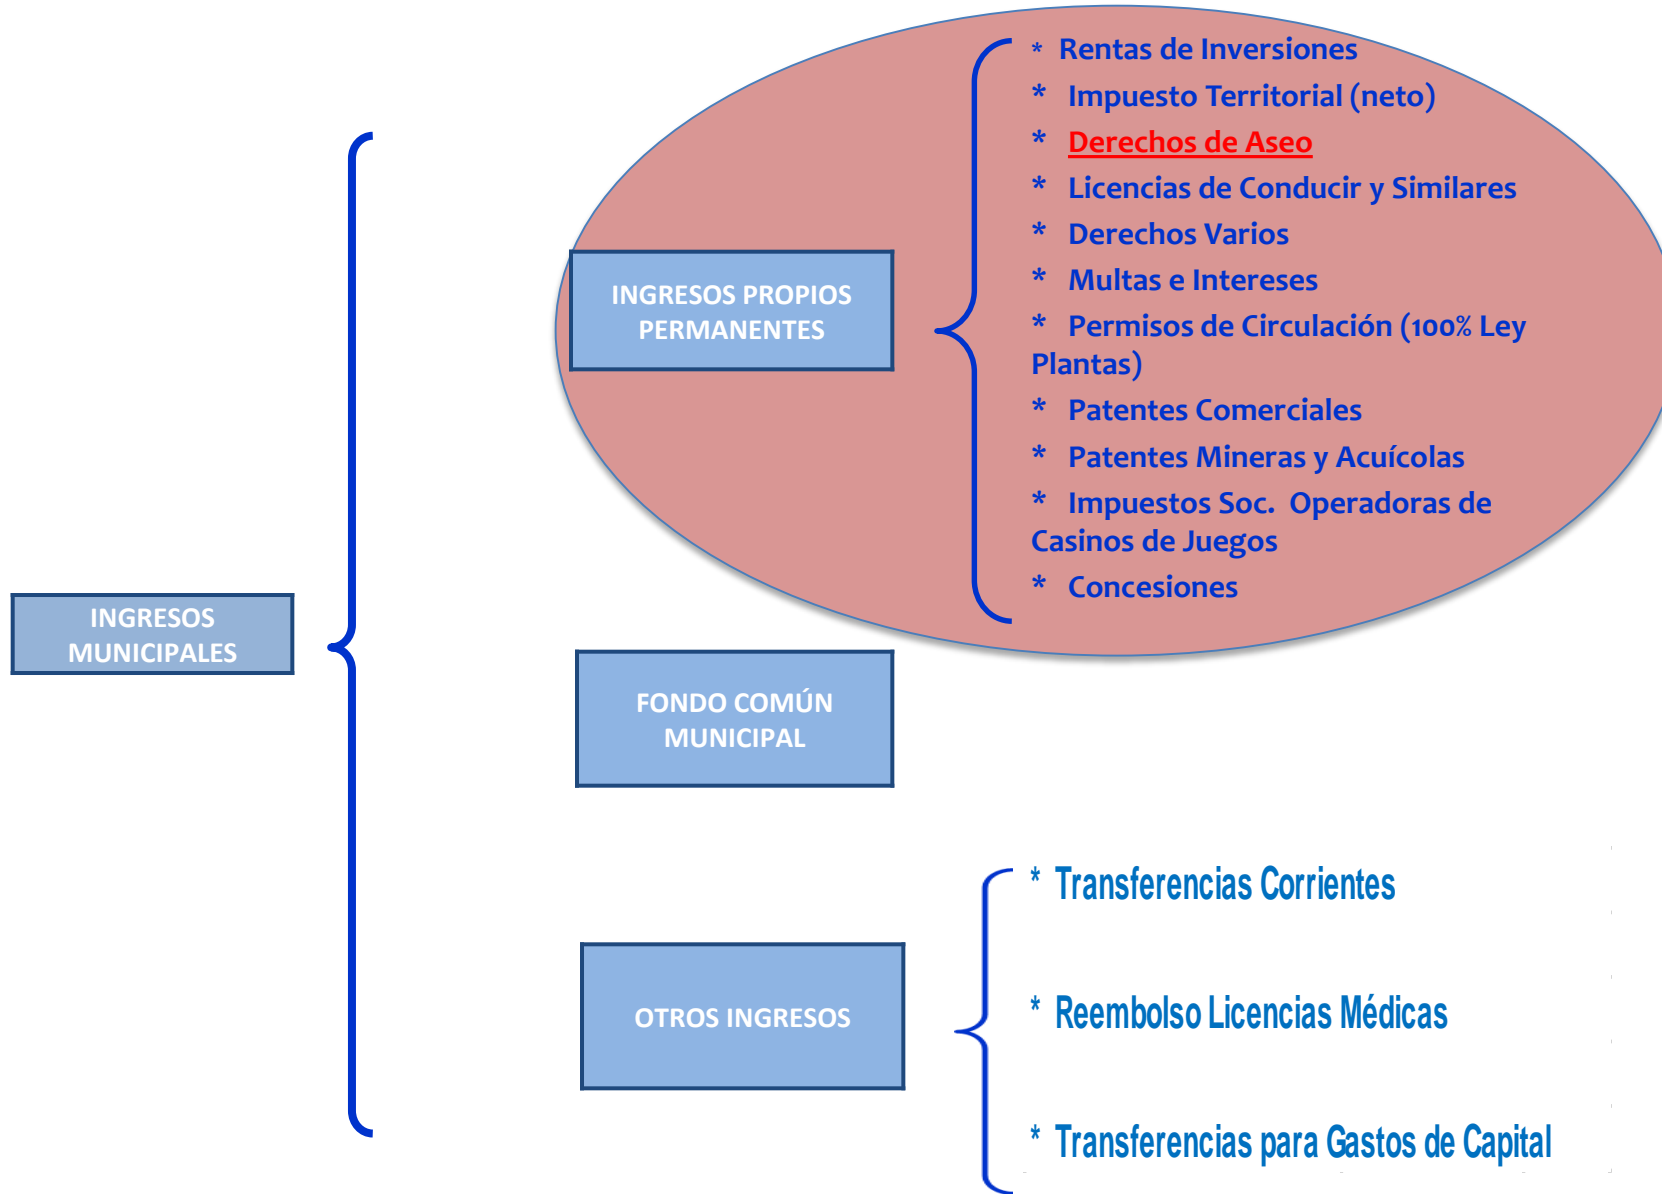 INGRESOS
MUNICIPALES
INGRESOS PROPIOS
PERMANENTES
* Rentas de Inversiones
* Impuesto Territorial (neto)
* Derechos de Aseo
* Licencias de Conducir y Similares
* Derechos Varios
* Multas e Intereses
* Permisos de Circulación (100% Ley
Plantas)
* Patentes Comerciales
* Patentes Mineras y Acuícolas
* Impuestos Soc. Operadoras de
Casinos de Juegos
* Concesiones
FONDO COMÚN
MUNICIPAL
OTROS INGRESOS
* Transferencias Corrientes
* Reembolso Licencias Médicas
* Transferencias para Gastos de Capital